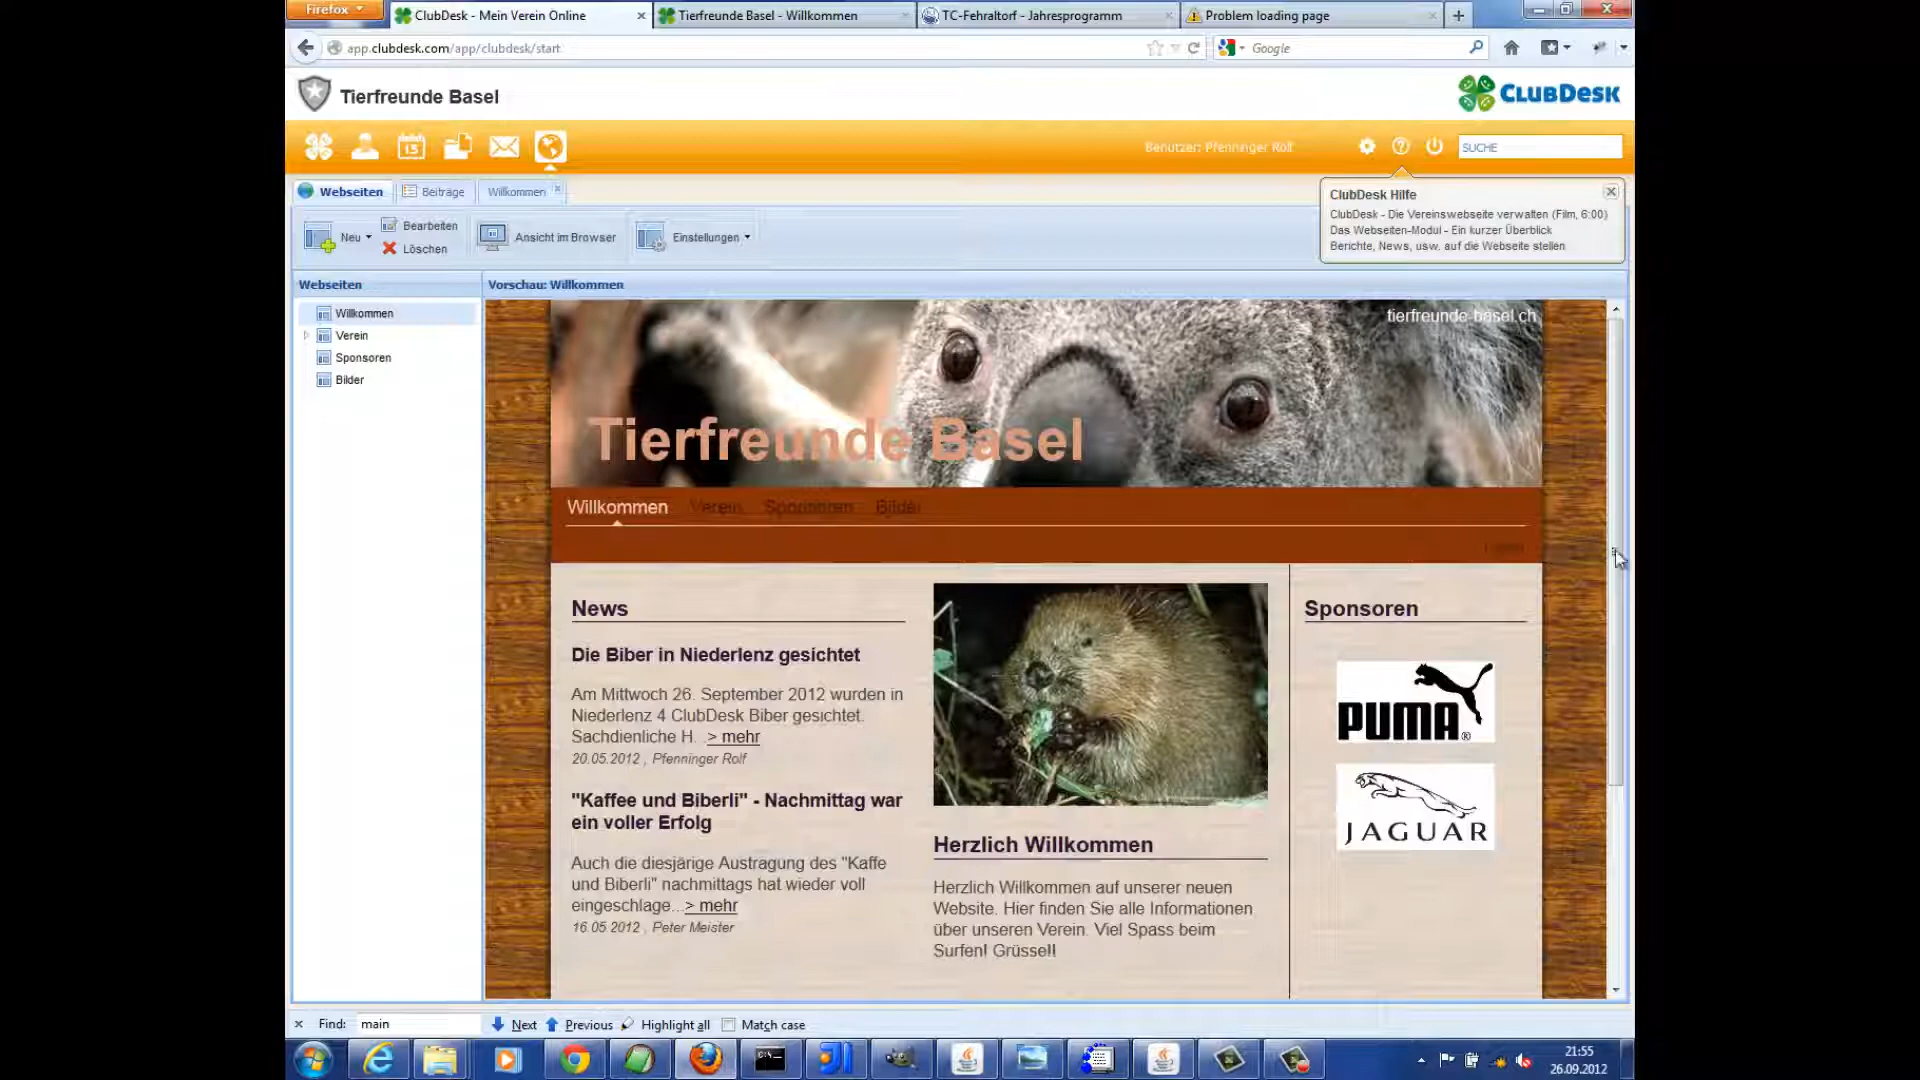 Firefox
ClubDesk - Mein Verein Online
Tierfreunde Basel - Willkommen
TC-Fehraltorf - Jahresprogramm
Problem loading page
app.clubdesk.com/app/clubdesk/start
Google
Tierfreunde Basel
CLUBDESK
15
Benutzer: Pfenninger Rolf
SUCHE
Webseiten
Beiträge
Willkommen
ClubDesk Hilfe
ClubDesk - Die Vereinswebseite verwalten (Film, 6:00)
Das Webseiten-Modul - Ein kurzer Überblick
Berichte, News, usw. auf die Webseite stellen
Neu
Bearbeiten
Löschen
Ansicht im Browser
Einstellungen
Webseiten
Vorschau: Willkommen
Willkommen
Verein
Sponsoren
Bilder
tierfreunde-basel.ch
Tierfreunde Basel
Willkommen Verein Sponsoren Bilder
News
Die Biber in Niederlenz gesichtet
Am Mittwoch 26. September 2012 wurden in
Niederlenz 4 ClubDesk Biber gesichtet.
Sachdienliche H...> mehr
20.05.2012 , Pfenninger Rolf
"Kaffee und Biberli" - Nachmittag war
ein voller Erfolg
Auch die diesjärige Austragung des "Kaffe
und Biberli" nachmittags hat wieder voll
eingeschlage...> mehr
16.05.2012 , Peter Meister
Herzlich Willkommen
Herzlich Willkommen auf unserer neuen
Website. Hier finden Sie alle Informationen
über unseren Verein. Viel Spass beim
Surfen! Grüsse!!
Sponsoren
PUMA®
JAGUAR
Find: main
Next
Previous
Highlight all
Match case
21:55
26.09.2012